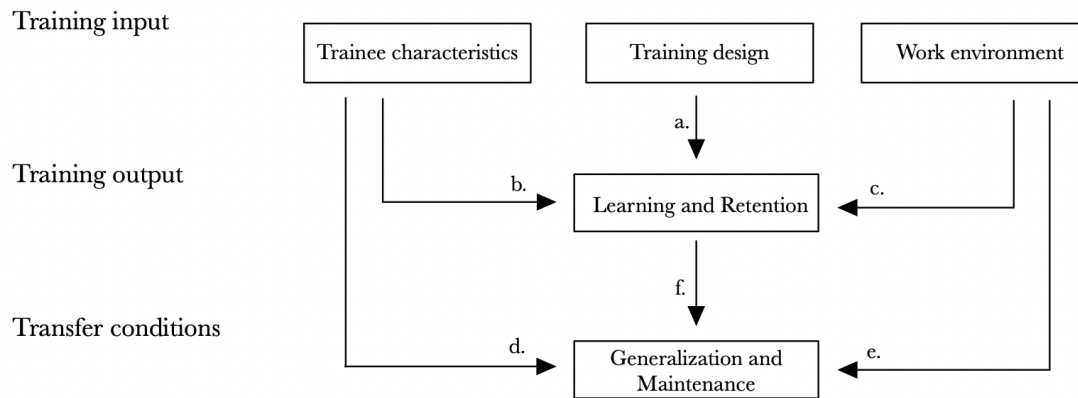 Training input
Trainee characteristics
Training design
Work environment
a.
Training output
b.
c.
Learning and Retention
f.
Transfer conditions
d.
e.
Generalization and
Maintenance